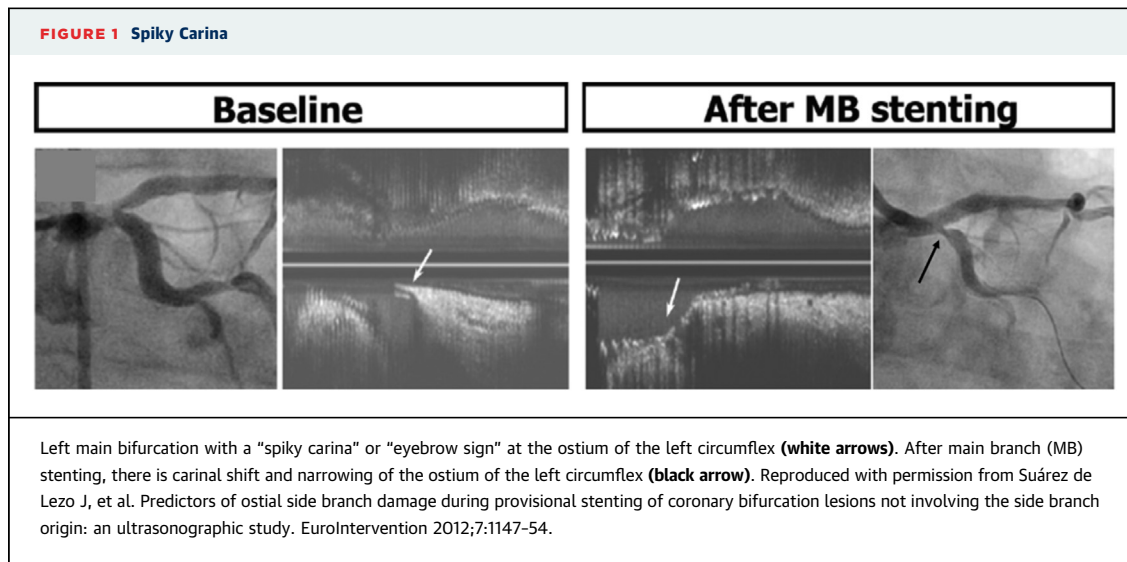 FIGURE 1 Spiky Carina
Baseline
After MB stenting
Left main bifurcation with a “spiky carina” or “eyebrow sign” at the ostium of the left circumflex (white arrows). After main branch (MB)
stenting, there is carinal shift and narrowing of the ostium of the left circumflex (black arrow). Reproduced with permission from Suárez de
Lezo J, et al. Predictors of ostial side branch damage during provisional stenting of coronary bifurcation lesions not involving the side branch
origin: an ultrasonographic study. EuroIntervention 2012;7:1147–54.